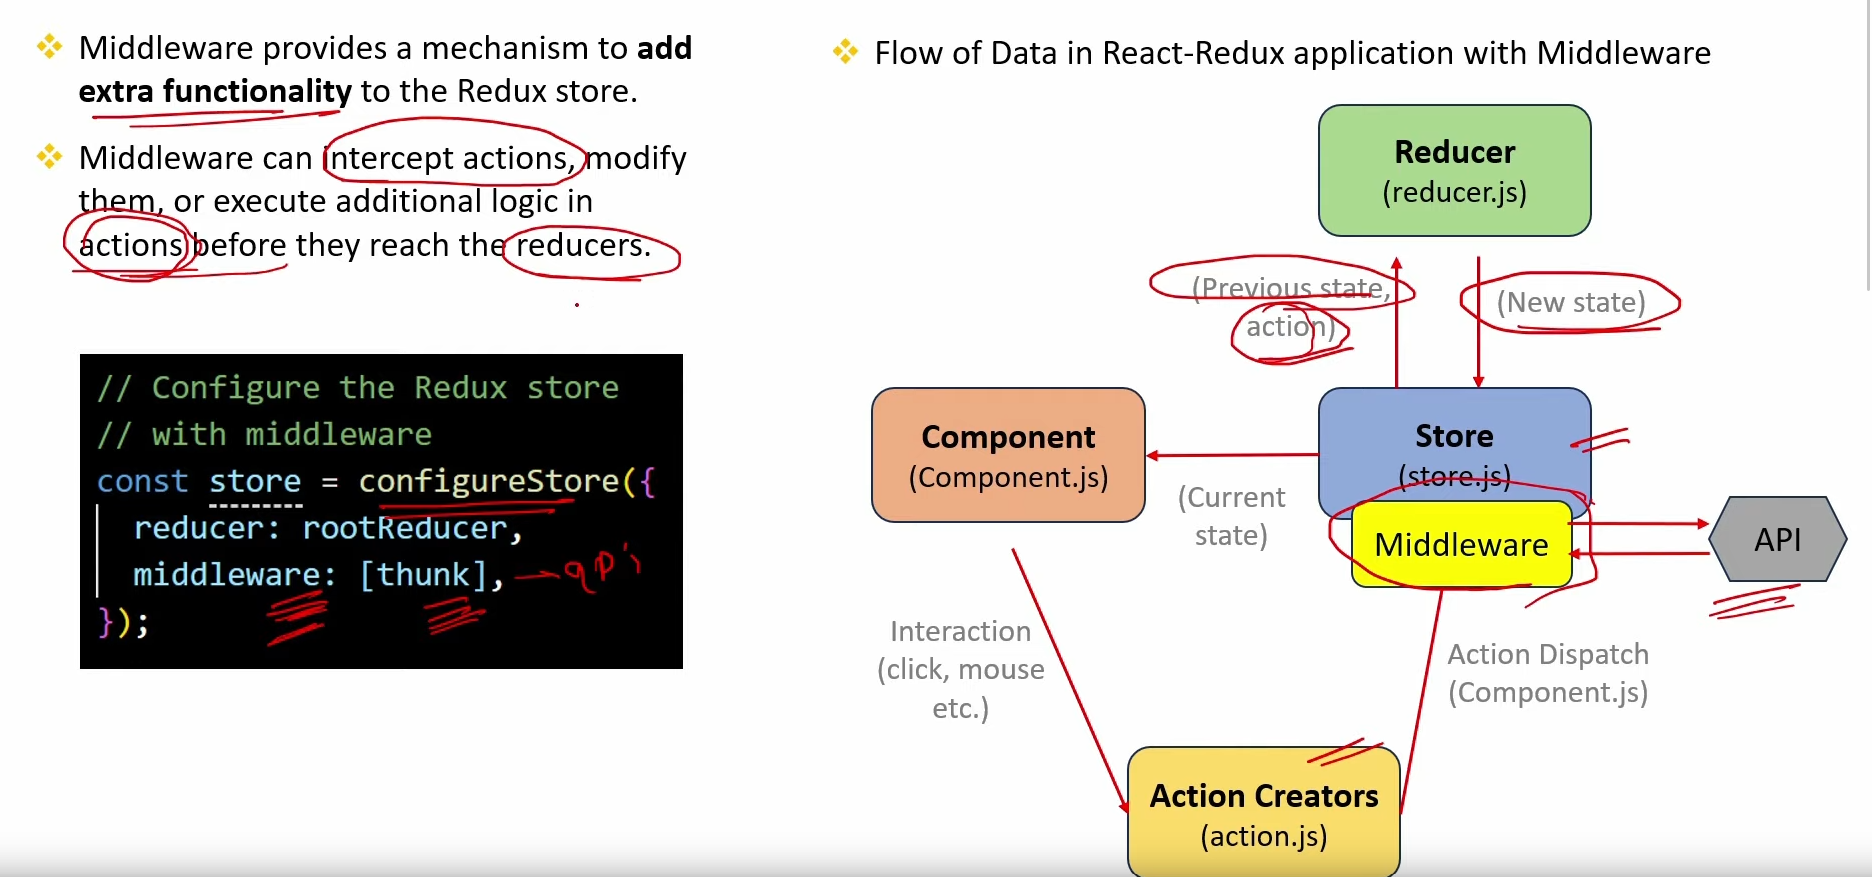 Middleware provides a mechanism to add
extra functionality to the Redux store.
Middleware can intercept actions, modify
them, or execute additional logic in
actions before they reach the reducers.
// Configure the Redux store
// with middleware
const store = configureStore({
reducer: rootReducer,
middleware: [thunk],
});
api
Flow of Data in React-Redux application with Middleware
Reducer
(reducer.js)
(Previous state,
action)
(New state)
Component
(Component.js)
Store
(store.js)
(Current
state)
Middleware
API
Interaction
(click, mouse
etc.)
Action Dispatch
(Component.js)
Action Creators
(action.js)